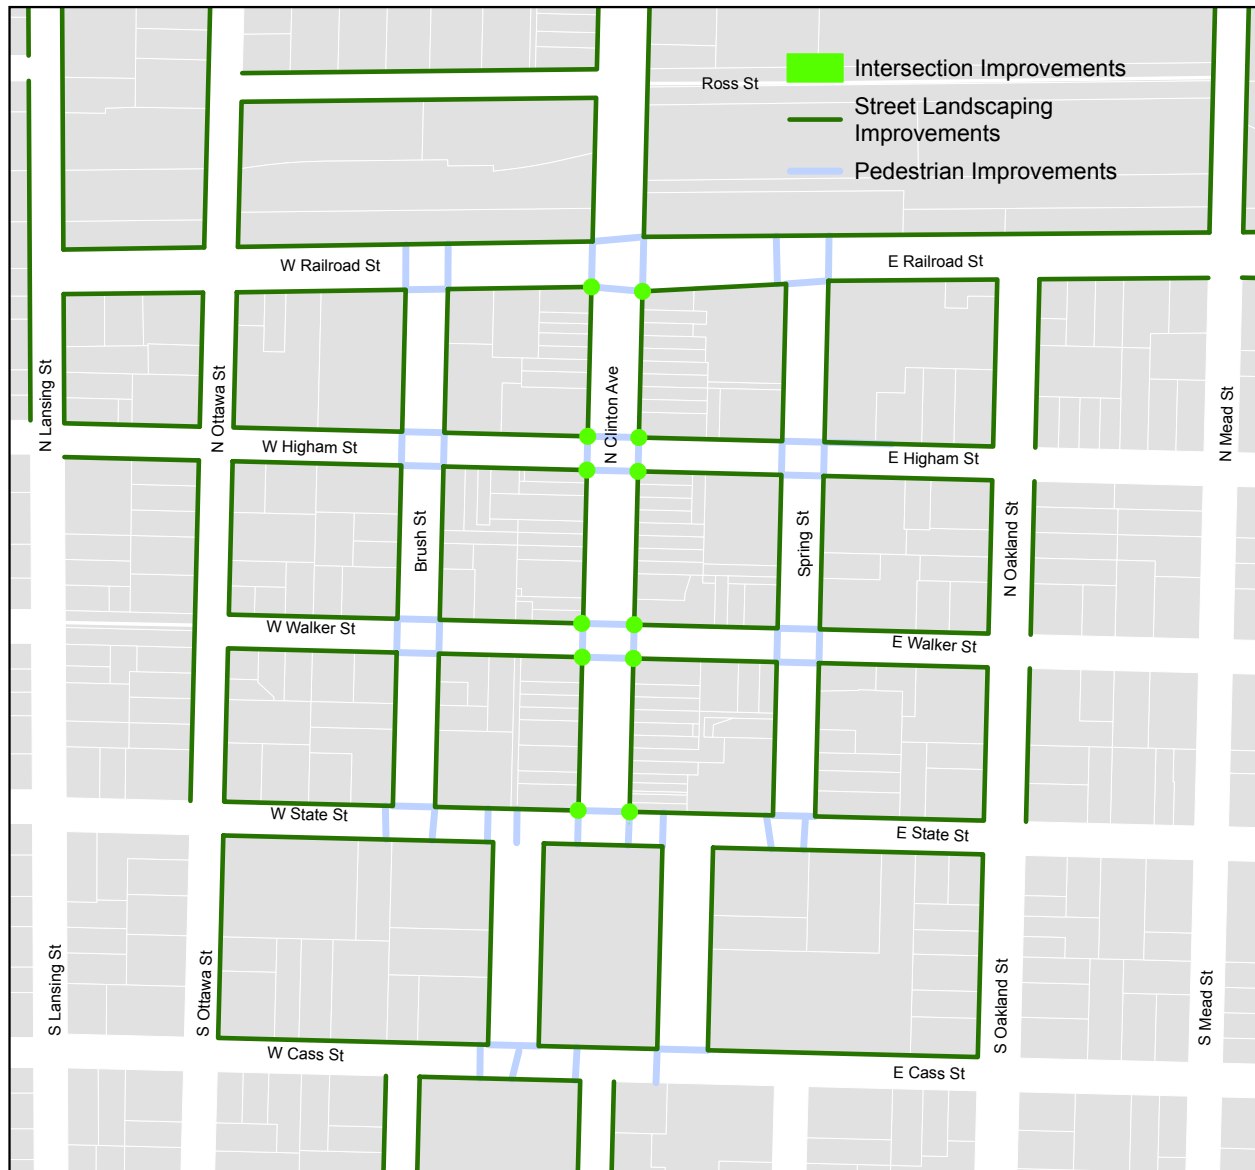 Intersection Improvements
Ross St
Street Landscaping
Improvements
Pedestrian Improvements
W Railroad St
E Railroad St
N Lansing St
N Ottawa St
N Clinton Ave
N Mead St
W Higham St
E Higham St
Brush St
Spring St
N Oakland St
W Walker St
E Walker St
W State St
E State St
S Lansing St
S Ottawa St
S Oakland St
S Mead St
W Cass St
E Cass St